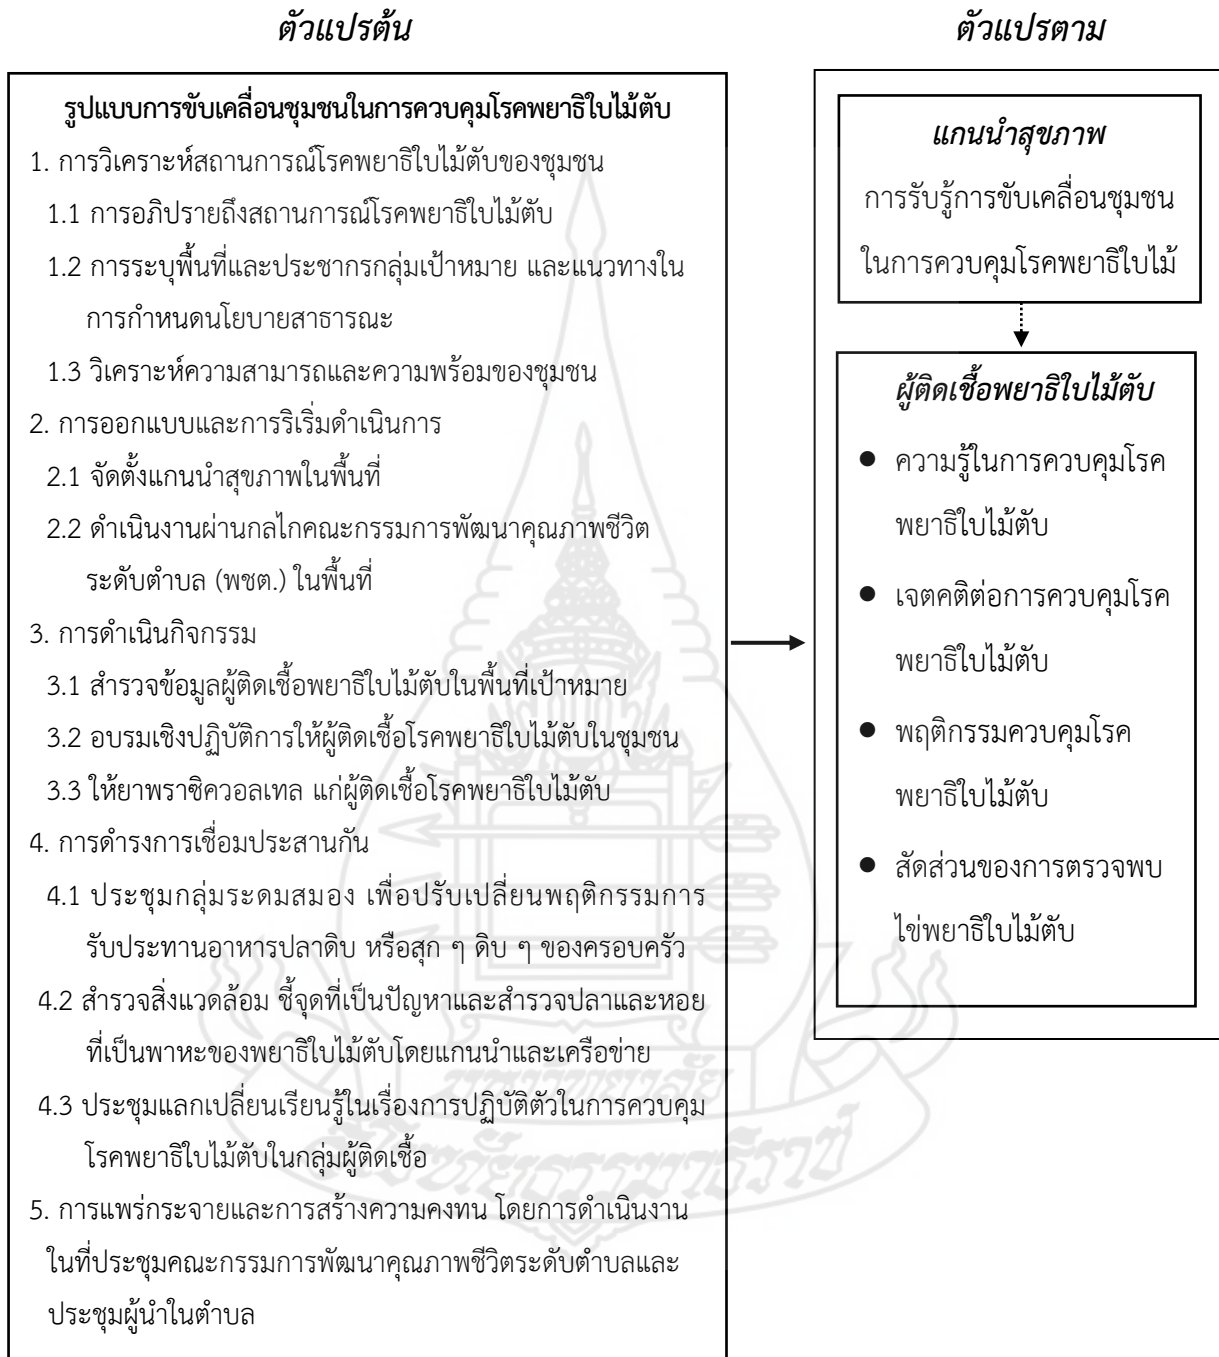 ตัวแปรต้น
รูปแบบการขับเคลื่อนชุมชนในการควบคุมโรคพยาธิใบไม้ตับ
1. การวิเคราะห์สถานการณ์โรคพยาธิใบไม้ตับของชุมชน
1.1 การอภิปรายถึงสถานการณ์โรคพยาธิใบไม้ตับ
1.2 การระบุพื้นที่และประชากรกลุ่มเป้าหมาย และแนวทางใน
การกำหนดนโยบายสาธารณะ
1.3 วิเคราะห์ความสามารถและความพร้อมของชุมชน
2. การออกแบบและการริเริ่มดำเนินการ
2.1 จัดตั้งแกนนำสุขภาพในพื้นที่
2.2 ดำเนินงานผ่านกลไกคณะกรรมการพัฒนาคุณภาพชีวิต
ระดับตำบล (พชต.) ในพื้นที่
3. การดำเนินกิจกรรม
3.1 สำรวจข้อมูลผู้ติดเชื้อพยาธิใบไม้ตับในพื้นที่เป้าหมาย
3.2 อบรมเชิงปฏิบัติการให้ผู้ติดเชื้อโรคพยาธิใบไม้ตับในชุมชน
3.3 ให้ยาพราซิควอลเทล แก่ผู้ติดเชื้อโรคพยาธิใบไม้ตับ
4. การดำรงการเชื่อมประสานกัน
4.1 ประชุมกลุ่มระดมสมอง เพื่อปรับเปลี่ยนพฤติกรรมการ
รับประทานอาหารปลาดิบ หรือสุก ๆ ดิบ ๆ ของครอบครัว
4.2 สำรวจสิ่งแวดล้อม ชี้จุดที่เป็นปัญหาและสำรวจปลาและหอย
ที่เป็นพาหะของพยาธิใบไม้ตับโดยแกนนำและเครือข่าย
4.3 ประชุมแลกเปลี่ยนเรียนรู้ในเรื่องการปฏิบัติตัวในการควบคุม
โรคพยาธิใบไม้ตับในกลุ่มผู้ติดเชื้อ
5. การแพร่กระจายและการสร้างความคงทน โดยการดำเนินงาน
ในที่ประชุมคณะกรรมการพัฒนาคุณภาพชีวิตระดับตำบลและ
ประชุมผู้นำในตำบล
ตัวแปรตาม
แกนนำสุขภาพ
การรับรู้การขับเคลื่อนชุมชน
ในการควบคุมโรคพยาธิใบไม้
ผู้ติดเชื้อพยาธิใบไม้ตับ
● ความรู้ในการควบคุมโรค
พยาธิใบไม้ตับ
● เจตคติต่อการควบคุมโรค
พยาธิใบไม้ตับ
● พฤติกรรมควบคุมโรค
พยาธิใบไม้ตับ
● สัดส่วนของการตรวจพบ
ไข่พยาธิใบไม้ตับ
มหาวิทยาลัย
สุโขทัยธรรมาธิราช